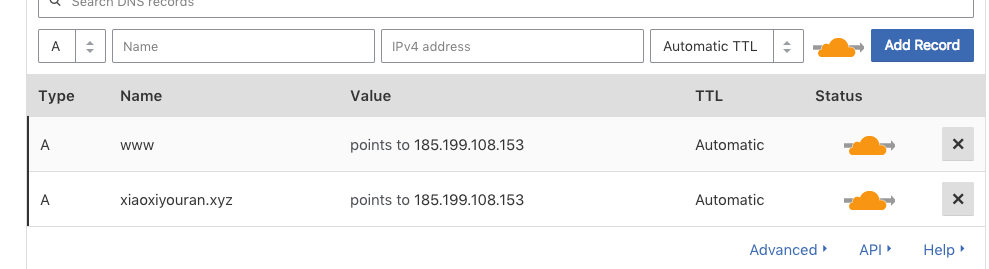 Search DNS records
A Name IPv4 address Automatic TTL Add Record
Type Name Value TTL Status
A www points to 185.199.108.153 Automatic ×
A xiaoxiyouran.xyz points to 185.199.108.153 Automatic ×
Advanced API Help